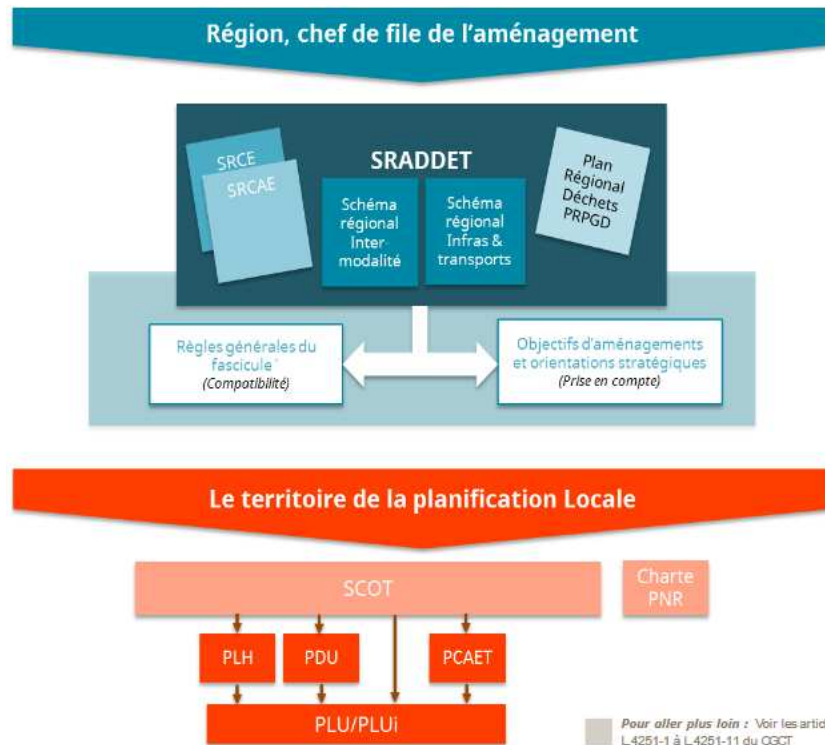 Région, chef de file de l’aménagement
SRCE
SRCAE
SRADDET
Schéma
régional
Inter-
modalité
Schéma
régional
Infras &
transports
Plan
Régional
Déchets
PRPGD
Règles générales du
fascicule
(Compatibilité)
Objectifs d'aménagements
et orientations stratégiques
(Prise en compte)
Le territoire de la planification Locale
SCOT
Charte
PNR
PLH
PDU
PCAET
PLU/PLUi
Pour aller plus loin : Voir les artic
L.4251-1 à L.4251-11 du CGCT